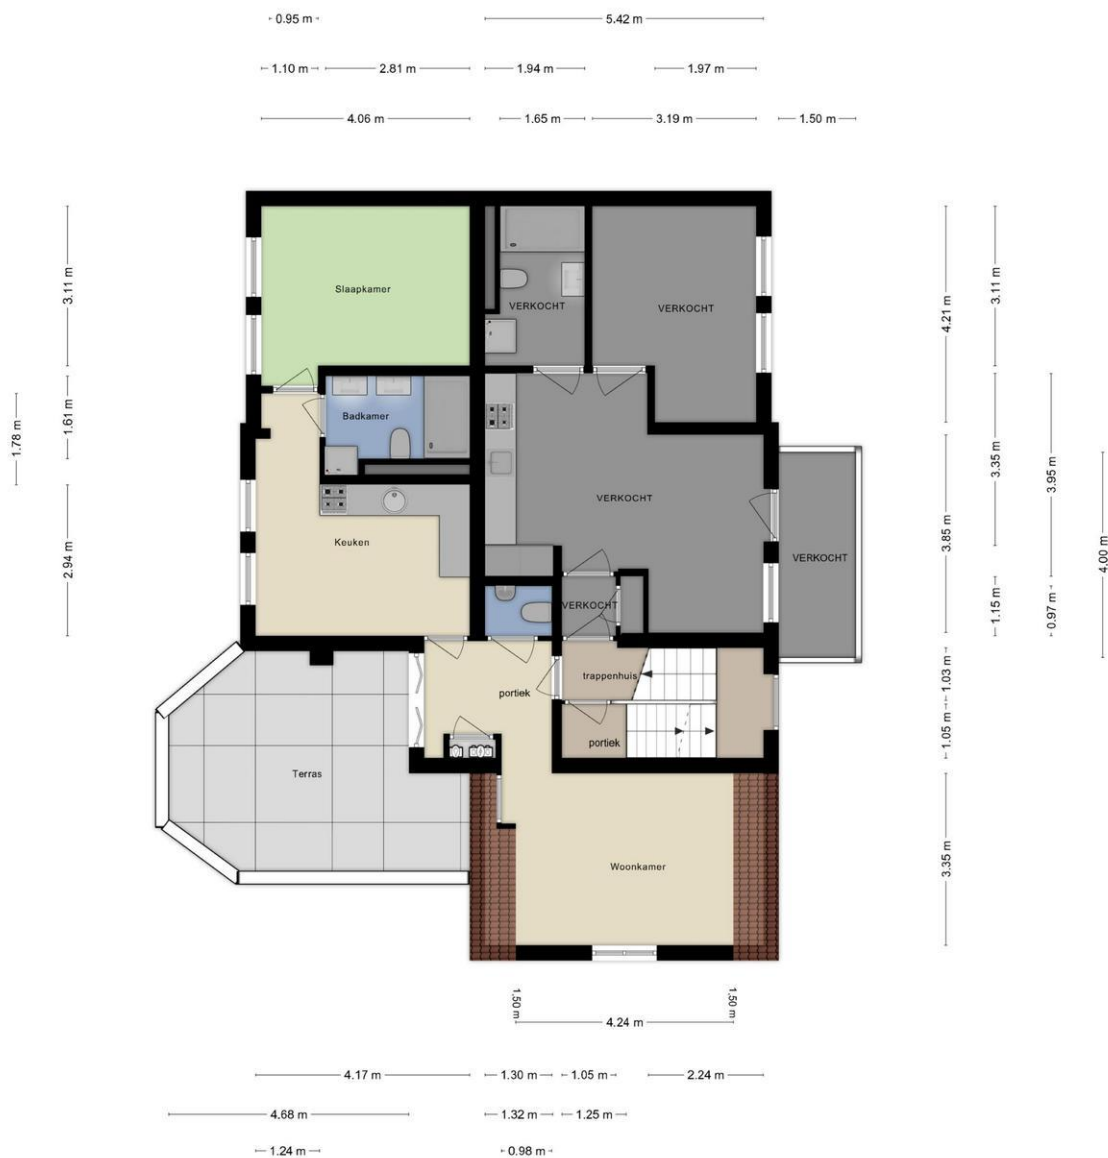 0.95 m
5.42 m
1.10 m
2.81 m
1.94 m
1.97 m
4.06 m
1.65 m
3.19 m
1.50 m
3.11 m
1.61 m
1.78 m
2.94 m
Slaapkamer
VERKOCHT
VERKOCHT
Badkamer
VERKOCHT
Keuken
VERKOCHT
VERKOCHT
trappenhuis
portiek
portiek
Terras
Woonkamer
4.21 m
3.11 m
3.35 m
3.95 m
3.85 m
4.00 m
1.15 m
0.97 m
1.03 m
1.05 m
3.35 m
1.50 m
1.50 m
4.24 m
4.17 m
1.30 m
1.05 m
2.24 m
4.68 m
1.32 m
1.25 m
1.24 m
0.98 m